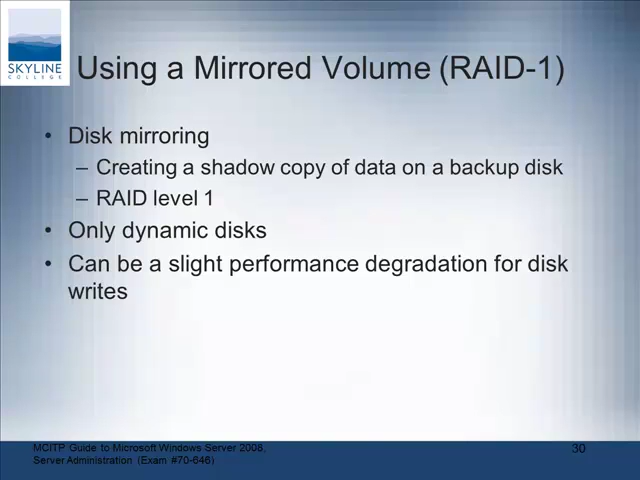 SKYLINE
COLLEGE
Using a Mirrored Volume (RAID-1)
• Disk mirroring
– Creating a shadow copy of data on a backup disk
– RAID level 1
• Only dynamic disks
• Can be a slight performance degradation for disk
writes
MCITP Guide to Microsoft Windows Server 2008,
Server Administration (Exam #70-646)
30